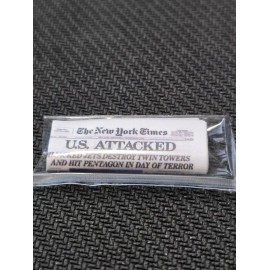 The New York Times
U.S. ATTACKED
JETS DESTROY TWIN TOWERS
AND HIT PENTAGON IN DAY OF TERROR